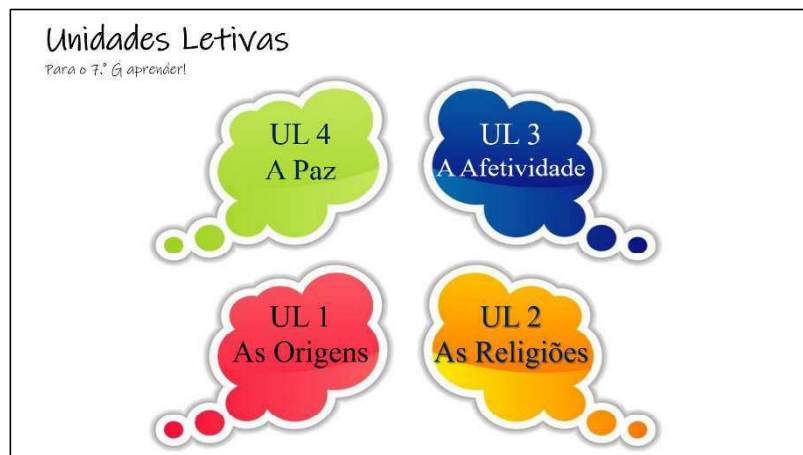 Unidades Letivas
Para o 7.º G aprender!
UL 4
A Paz
UL 3
A Afetividade
UL 1
As Origens
UL 2
As Religiões